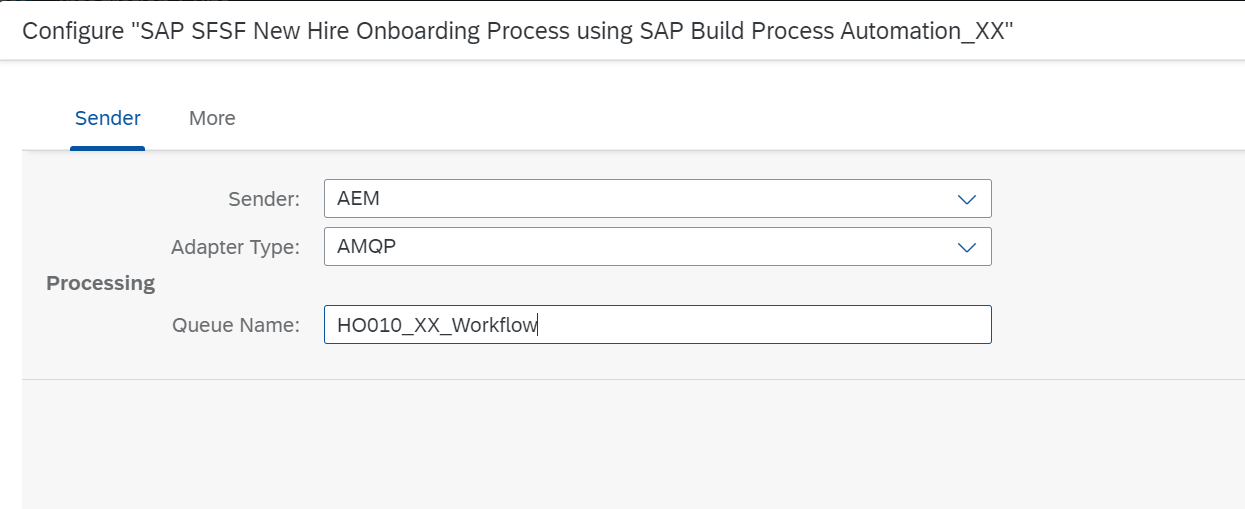 Configure "SAP SFSF New Hire Onboarding Process using SAP Build Process Automation_XX"
Sender More
Sender: AEM
Adapter Type: AMQP
Processing
Queue Name: HO010_XX_Workflow